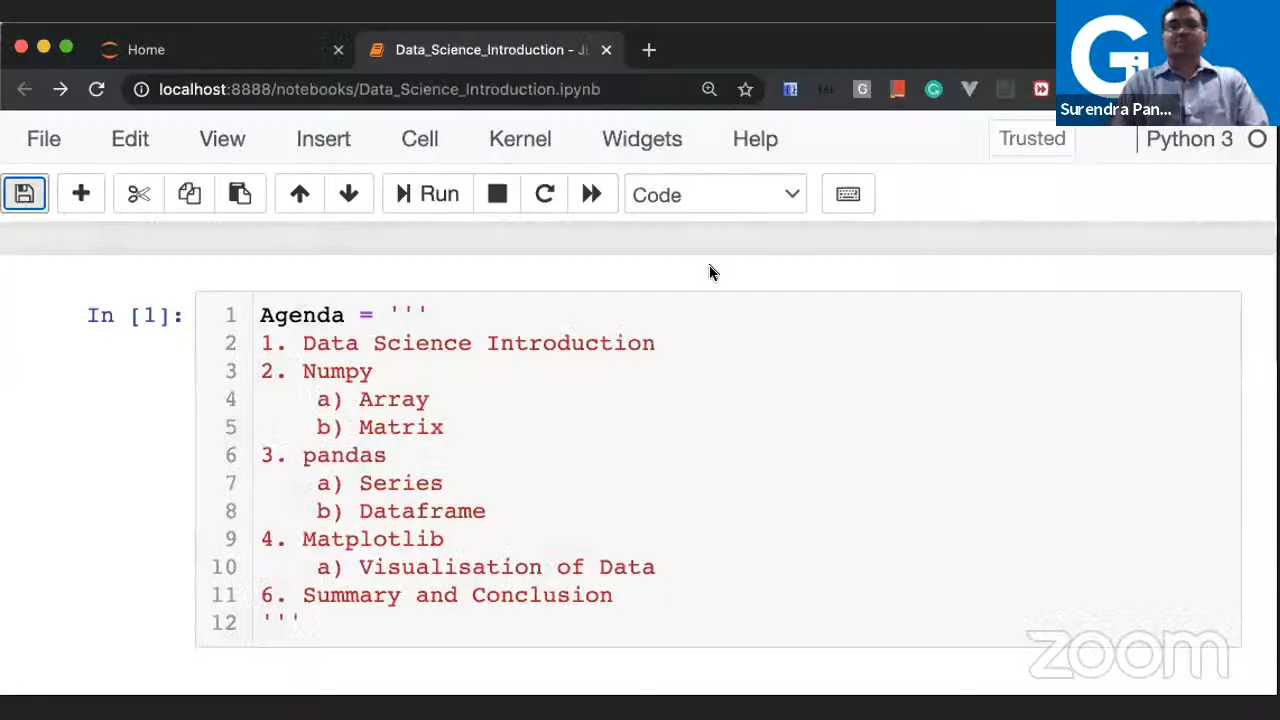 Home
Data_Science_Introduction - J
localhost:8888/notebooks/Data_Science_Introduction.ipynb
Surendra Pan...
File Edit View Insert Cell Kernel Widgets Help Trusted Python 3
Run Code
In [1]:
1 Agenda = '''
2 1. Data Science Introduction
3 2. Numpy
4 a) Array
5 b) Matrix
6 3. pandas
7 a) Series
8 b) Dataframe
9 4. Matplotlib
10 a) Visualisation of Data
11 6. Summary and Conclusion
12 '''
zoom